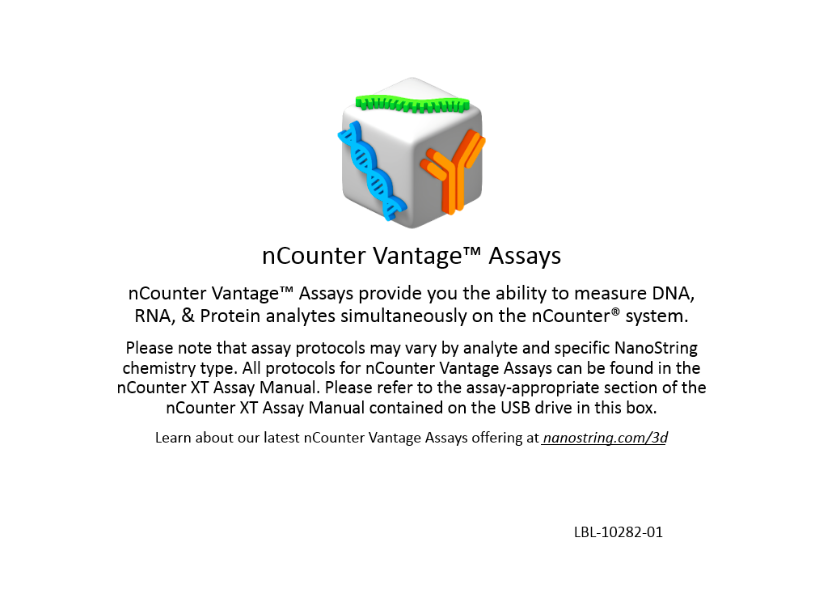 nCounter Vantage™ Assays
nCounter Vantage™ Assays provide you the ability to measure DNA,
RNA, & Protein analytes simultaneously on the nCounter® system.
Please note that assay protocols may vary by analyte and specific NanoString
chemistry type. All protocols for nCounter Vantage Assays can be found in the
nCounter XT Assay Manual. Please refer to the assay-appropriate section of the
nCounter XT Assay Manual contained on the USB drive in this box.
Learn about our latest nCounter Vantage Assays offering at nanostring.com/3d
LBL-10282-01